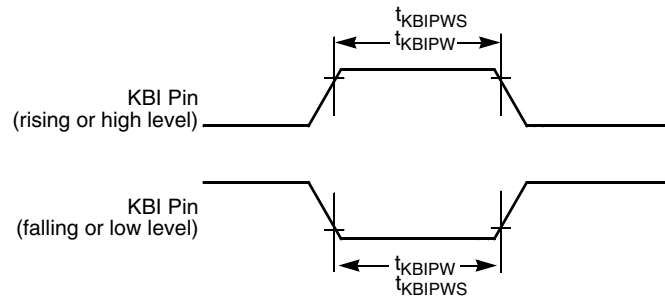 tKBIPWS
tKBIPW
KBI Pin
(rising or high level)
KBI Pin
(falling or low level)
tKBIPW
tKBIPWS